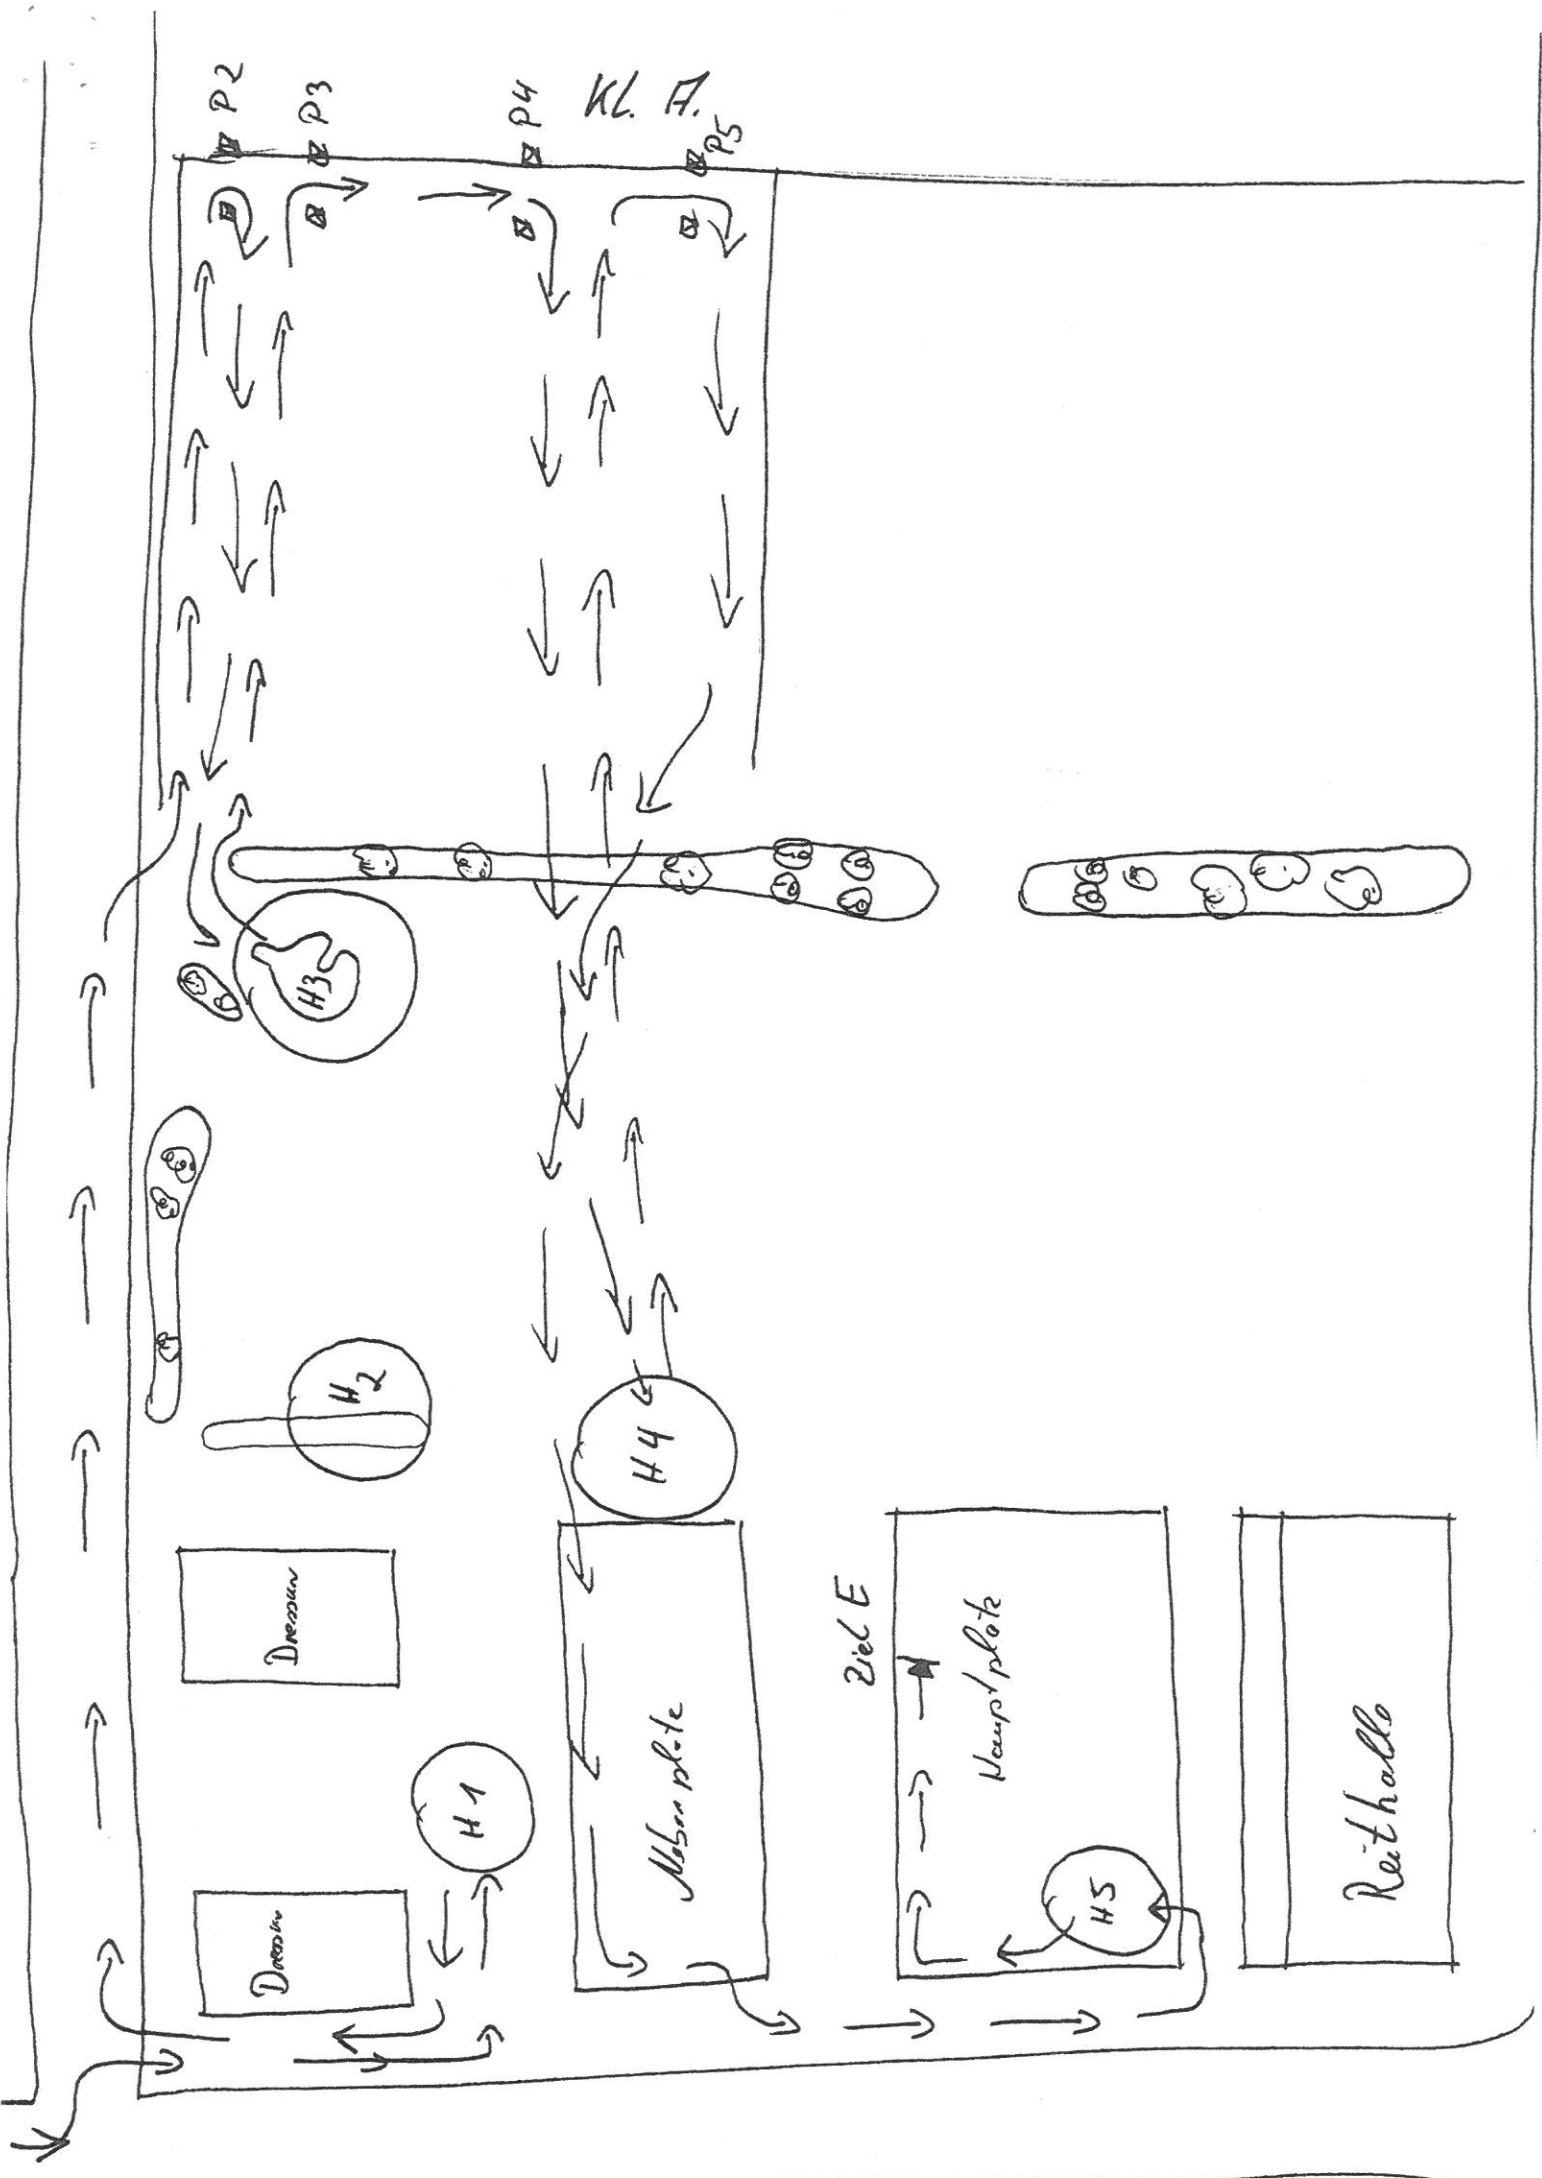 P2
P3
P4
Kl. A.
P5
H3
H2
H4
Dressur
Ziel E
Hauptplatz
Nebenplatz
H1
H5
Reithalle
Dressur